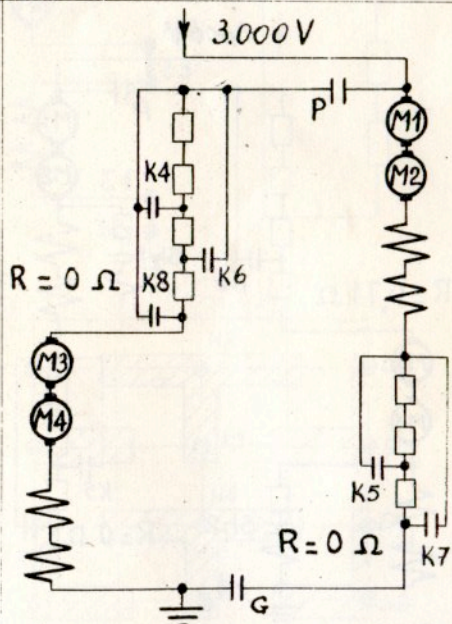 3.000 V
P
M1
M2
K4
K6
K8
R = 0 Ω
M3
M4
K5
K7
R = 0 Ω
G